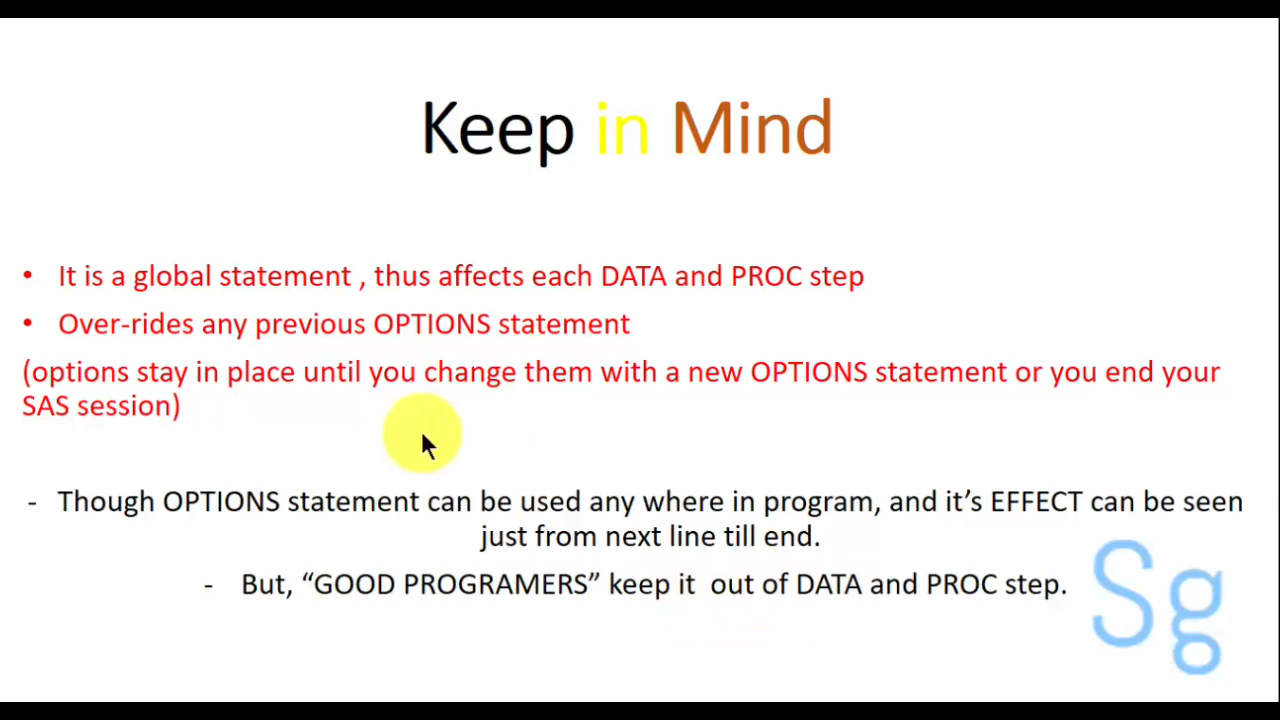 Keep in Mind
• It is a global statement , thus affects each DATA and PROC step
• Over-rides any previous OPTIONS statement
(options stay in place until you change them with a new OPTIONS statement or you end your
SAS session)
- Though OPTIONS statement can be used any where in program, and it’s EFFECT can be seen
just from next line till end.
- But, “GOOD PROGRAMERS” keep it  out of DATA and PROC step.
Sg